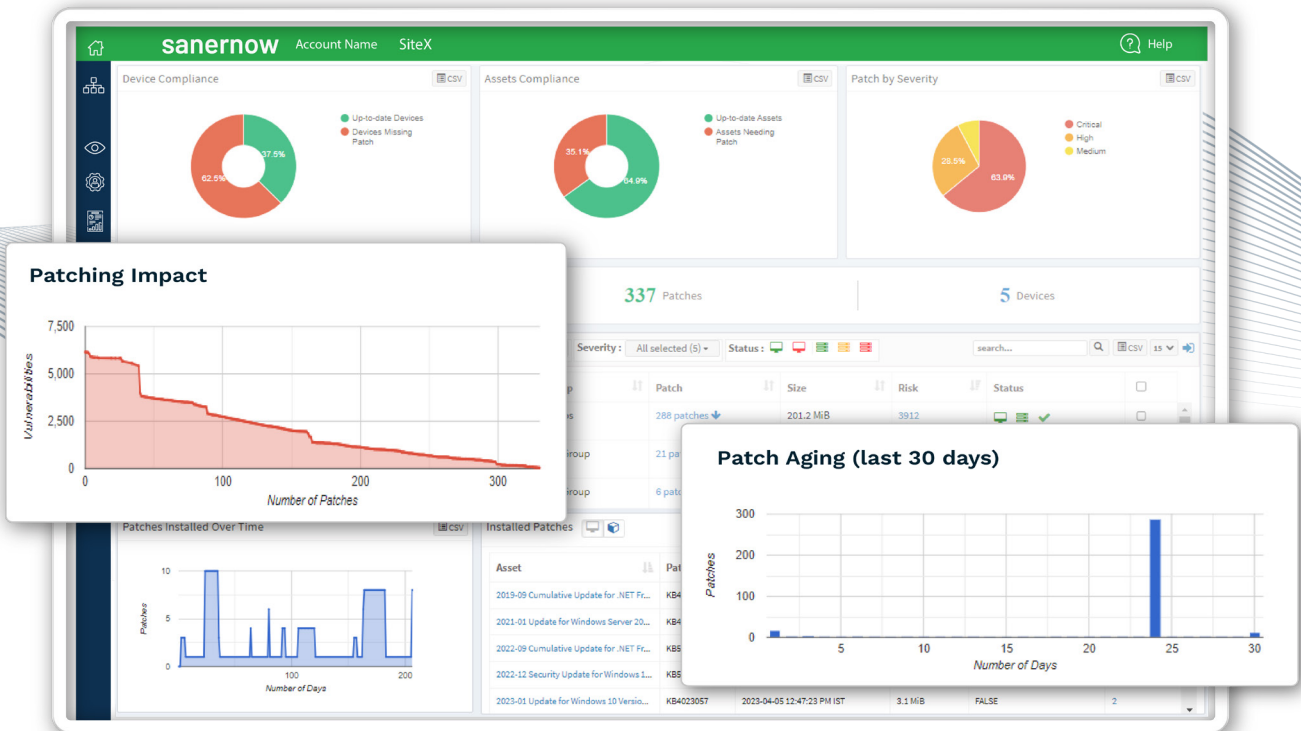 sanernow Account Name SiteX Help
Device Compliance CSV
Up-to-date Devices
Devices Missing
Patch
37.5%
62.5%
Assets Compliance CSV
Up-to-date Assets
Assets Needing
Patch
35.1%
64.9%
Patch by Severity CSV
Critical
High
Medium
28.5%
63.9%
Patching Impact
7,500
5,000
2,500
0
Vulnerabilities
0 100 200 300
Number of Patches
337 Patches 5 Devices
Severity : All selected (5) Status : search... CSV 15
Patch Size Risk Status
288 patches 201.2 MiB 3912
21
6
Patch Aging (last 30 days)
300
200
100
0
Patches
5 10 15 20 25 30
Number of Days
Patches Installed Over Time CSV
10
5
0
Patches
100 200
Number of Days
Installed Patches
Asset
2019-09 Cumulative Update for .NET Fr...
2021-01 Update for Windows Server 20...
2022-09 Cumulative Update for .NET Fr...
2022-12 Security Update for Windows 1...
2023-01 Update for Windows 10 Versio... KB4023057 2023-04-05 12:47:23 PM IST 3.1 MiB FALSE 2